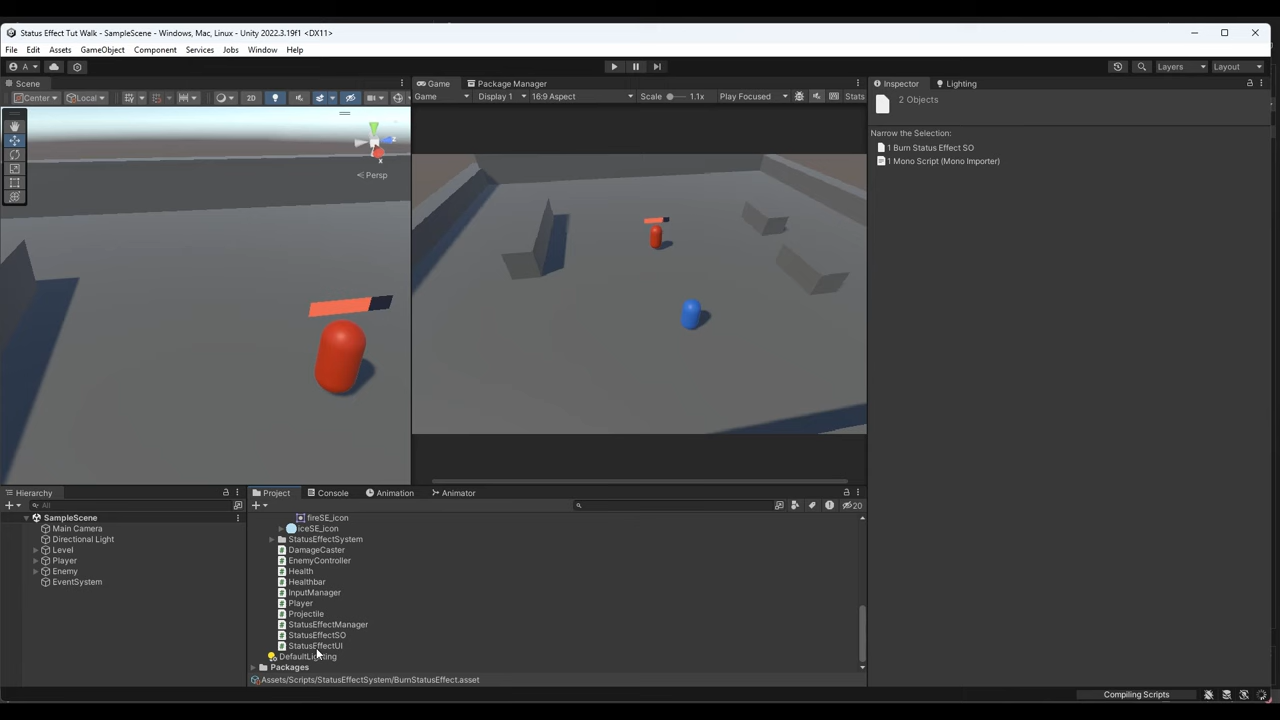 Status Effect Tut Walk - SampleScene - Windows, Mac, Linux - Unity 2022.3.19f1 <DX11>
File Edit Assets GameObject Component Services Jobs Window Help
A Layers Layout
Scene
Game Package Manager
Inspector Lighting
Center Local 2D
Game Display 1 16:9 Aspect Scale 1.1x Play Focused Stats
2 Objects
Narrow the Selection:
1 Burn Status Effect SO
1 Mono Script (Mono Importer)
x
z
Persp
Hierarchy
All
SampleScene
Main Camera
Directional Light
Level
Player
Enemy
EventSystem
Project Console Animation Animator
20
fireSE_icon
iceSE_icon
StatusEffectSystem
DamageCaster
EnemyController
Health
Healthbar
InputManager
Player
Projectile
StatusEffectManager
StatusEffectSO
StatusEffectUI
DefaultLighting
Packages
Assets/Scripts/StatusEffectSystem/BurnStatusEffect.asset
Compiling Scripts